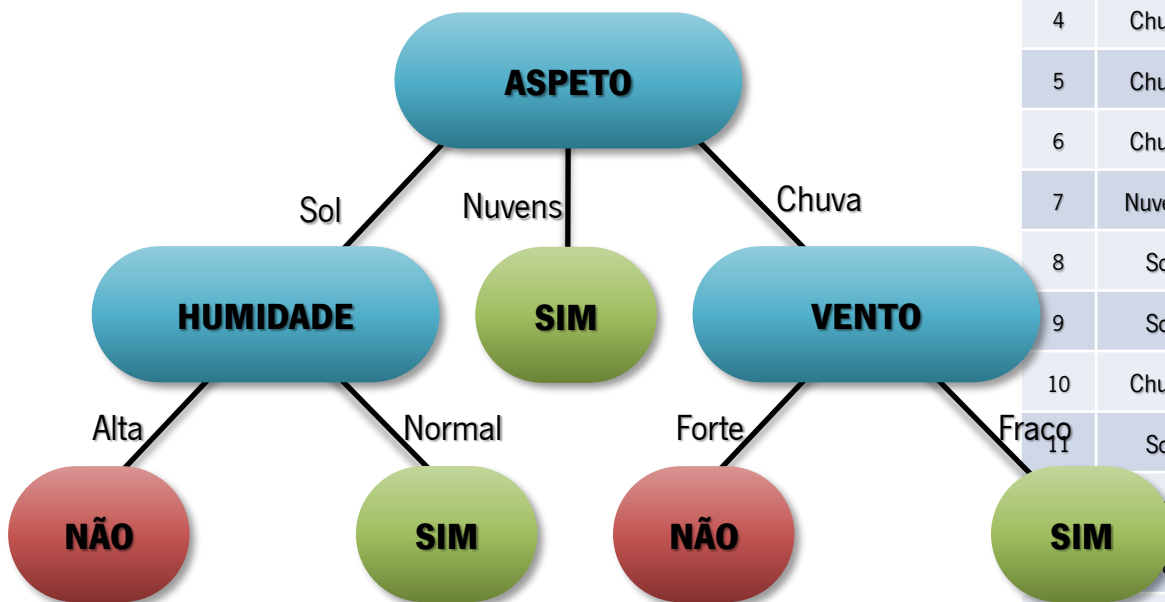 ASPETO
Sol
Nuvens
Chuva
HUMIDADE
SIM
VENTO
Alta
Normal
Forte
Fraco
NÃO
SIM
NÃO
SIM
4
5
6
7
8
9
10
11